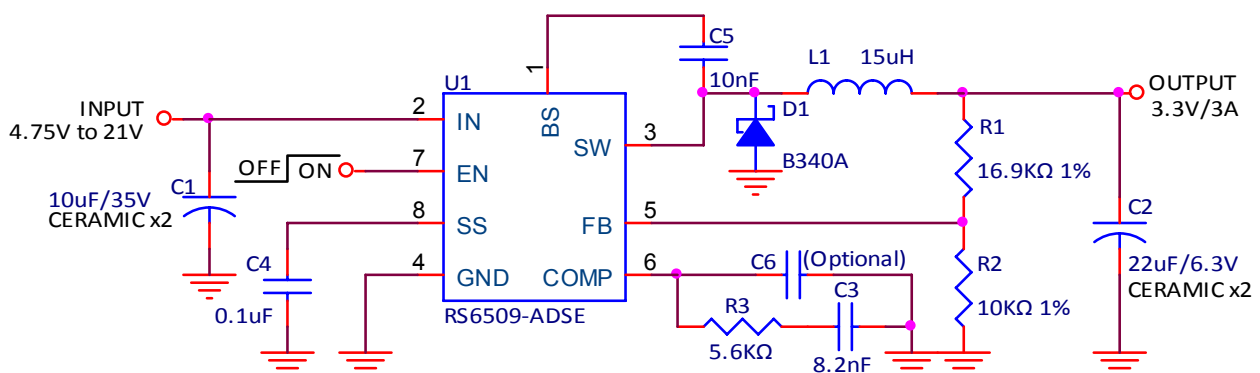 C5
10nF
L1
15uH
OUTPUT
3.3V/3A
U1
1
BS
INPUT
4.75V to 21V
2
IN
SW
3
D1
B340A
R1
16.9KΩ 1%
OFF
ON
7
EN
C1
10uF/35V
CERAMIC x2
8
SS
FB
5
C2
22uF/6.3V
CERAMIC x2
C4
0.1uF
4
GND
COMP
6
C6
(Optional)
R3
5.6KΩ
C3
8.2nF
R2
10KΩ 1%
RS6509-ADSE